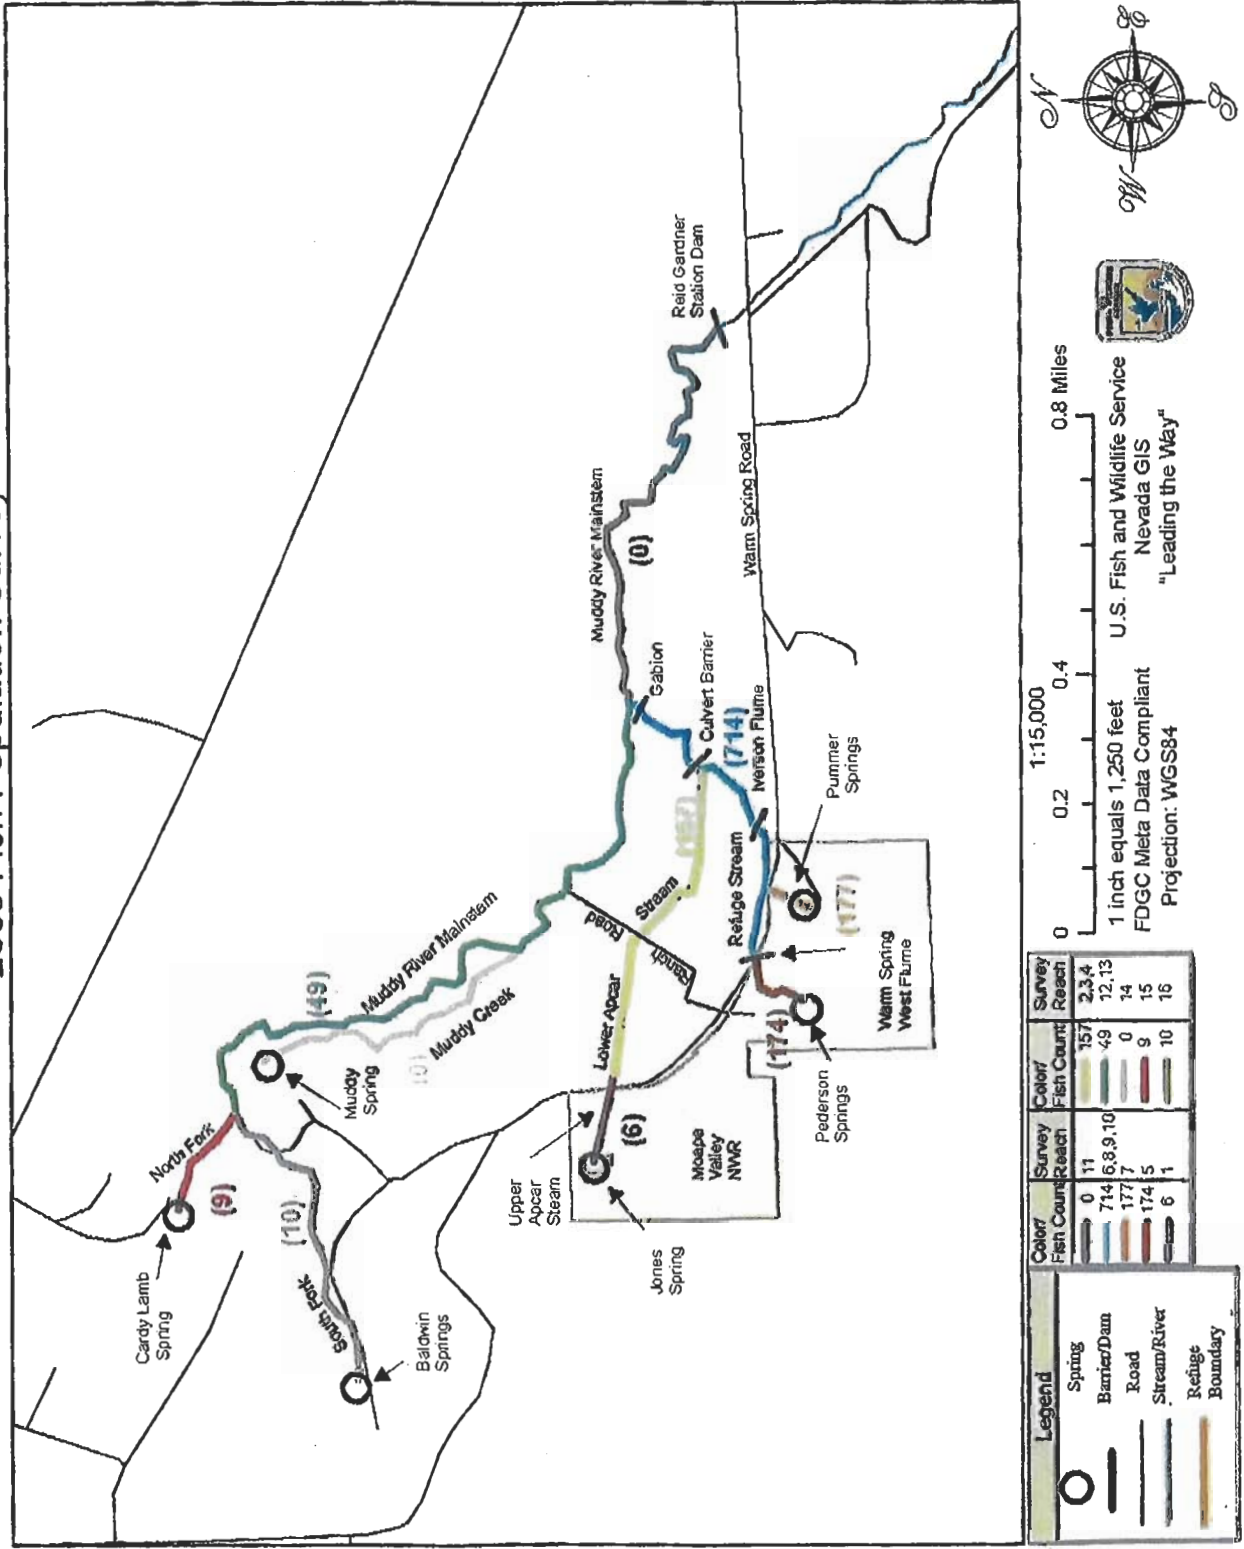 Cardy Lamb
Spring
North Fork
(9)
(10)
South Fork
Baldwin
Springs
Muddy
Spring
(49)
Muddy River Mainstem
(0)
Muddy Creek
Upper
Apcar
Steam
Jones
Spring
(6)
Moapa
Valley
NWR
Lower Apcar
Stream
Road
Ranch
(157)
Refuge Stream
(174)
Pederson
Springs
Warm Spring
West Flume
(177)
Pummer
Springs
Iverson Flume
(714)
Culvert Barrier
Gabion
Muddy River Mainstem
(0)
Warm Spring Road
Reid Gardner
Station Dam
Legend
Spring
Barrier/Dam
Road
Stream/River
Refuge
Boundary
Color/ Survey Color/ Survey
Fish Count Reach Fish Count Reach
0 11 157 2,3,4
714 6,8,9,10 49 12,13
177 7 0 14
174 5 9 15
6 1 10 16
1:15,000
0 0.2 0.4 0.8 Miles
1 inch equals 1,250 feet
FDGC Meta Data Compliant
Projection: WGS84
U.S. Fish and Wildlife Service
Nevada GIS
"Leading the Way"
N
E
S
W